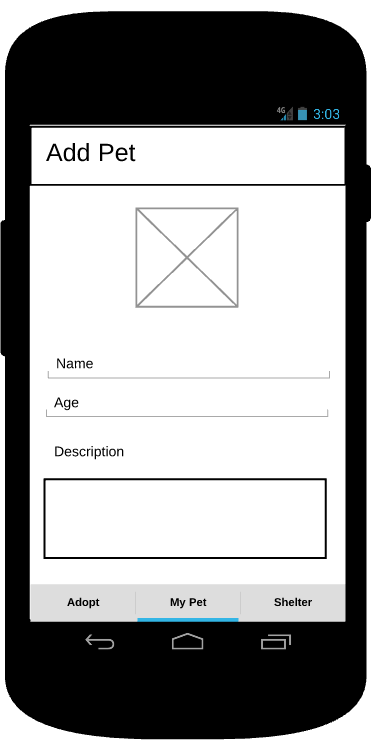 4G 3:03
Add Pet
Name
Age
Description
Adopt My Pet Shelter